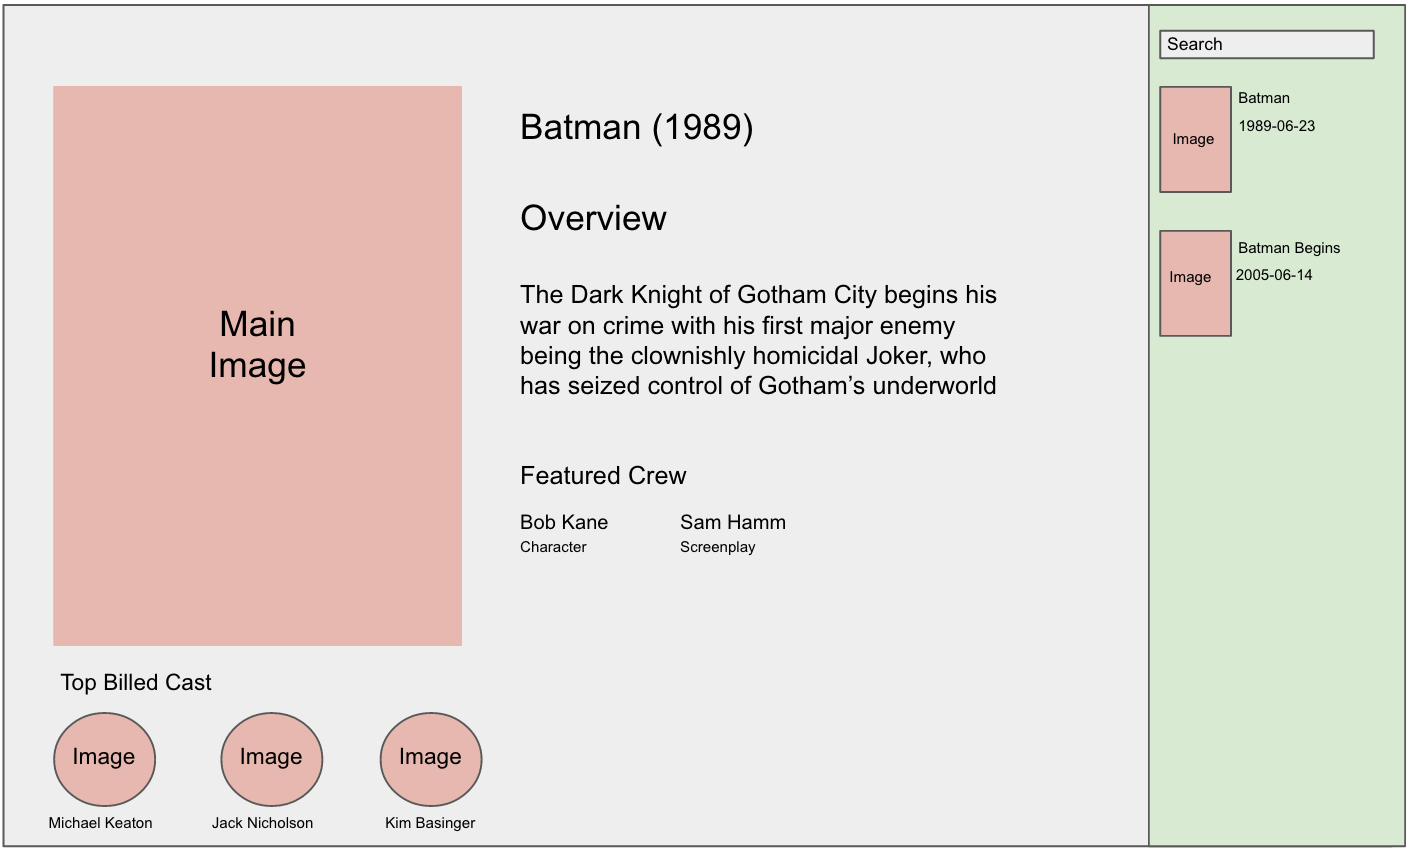 Main
Image
Batman (1989)
Overview
The Dark Knight of Gotham City begins his
war on crime with his first major enemy
being the clownishly homicidal Joker, who
has seized control of Gotham’s underworld
Featured Crew
Bob Kane
Character
Sam Hamm
Screenplay
Top Billed Cast
Image
Michael Keaton
Image
Jack Nicholson
Image
Kim Basinger
Search
Image
Batman
1989-06-23
Image
Batman Begins
2005-06-14